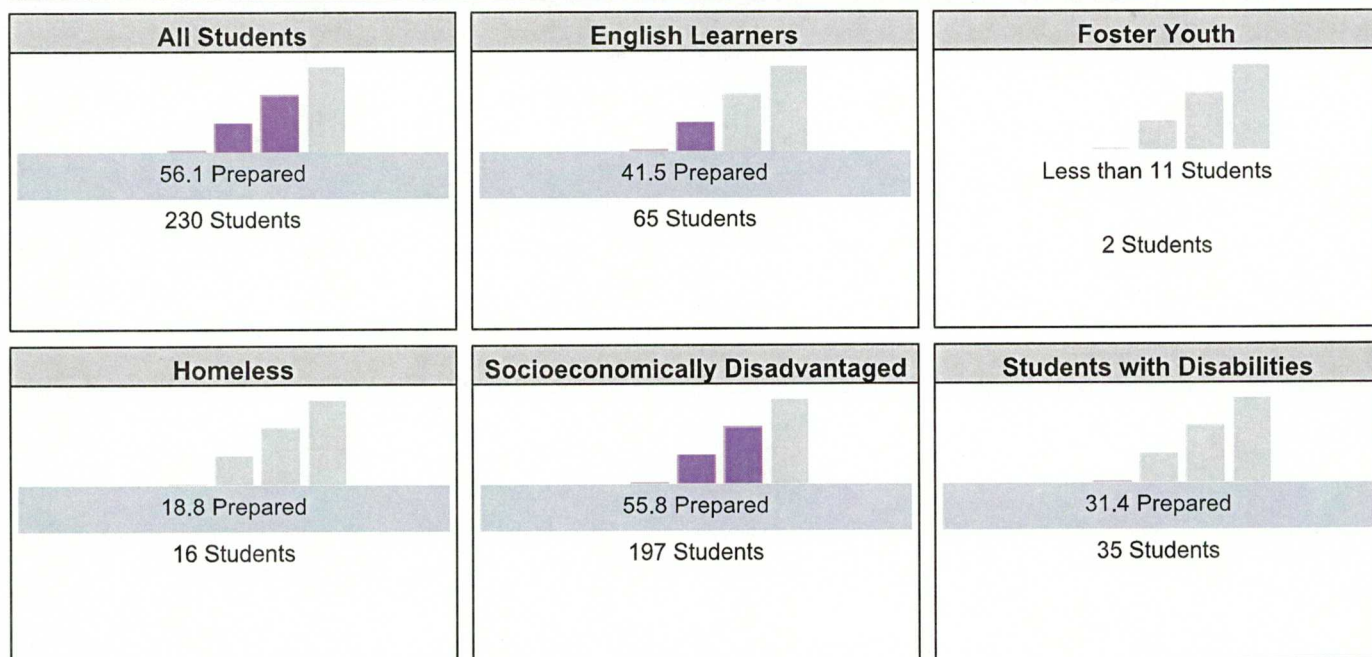 All Students
56.1 Prepared
230 Students
English Learners
41.5 Prepared
65 Students
Foster Youth
Less than 11 Students
2 Students
Homeless
18.8 Prepared
16 Students
Socioeconomically Disadvantaged
55.8 Prepared
197 Students
Students with Disabilities
31.4 Prepared
35 Students